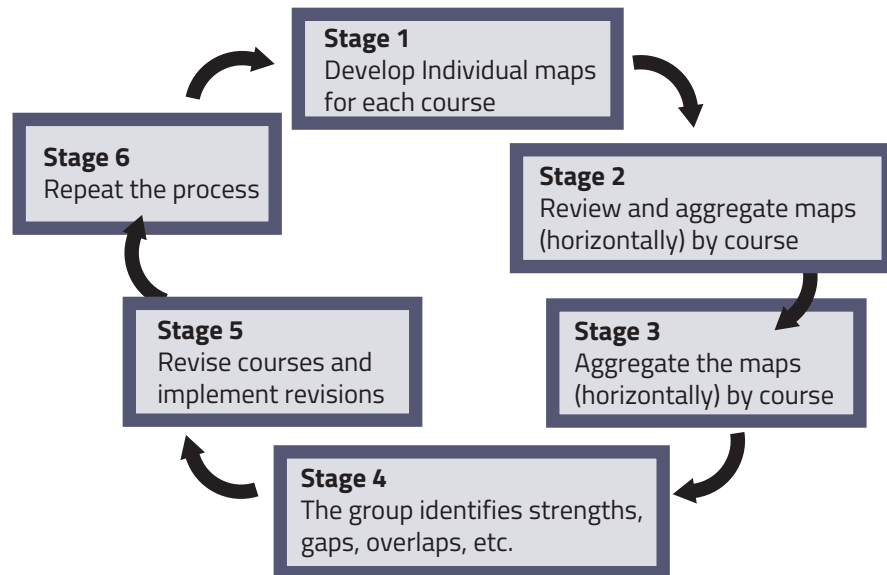 Stage 1
Develop Individual maps
for each course
Stage 2
Review and aggregate maps
(horizontally) by course
Stage 3
Aggregate the maps
(horizontally) by course
Stage 4
The group identifies strengths,
gaps, overlaps, etc.
Stage 5
Revise courses and
implement revisions
Stage 6
Repeat the process